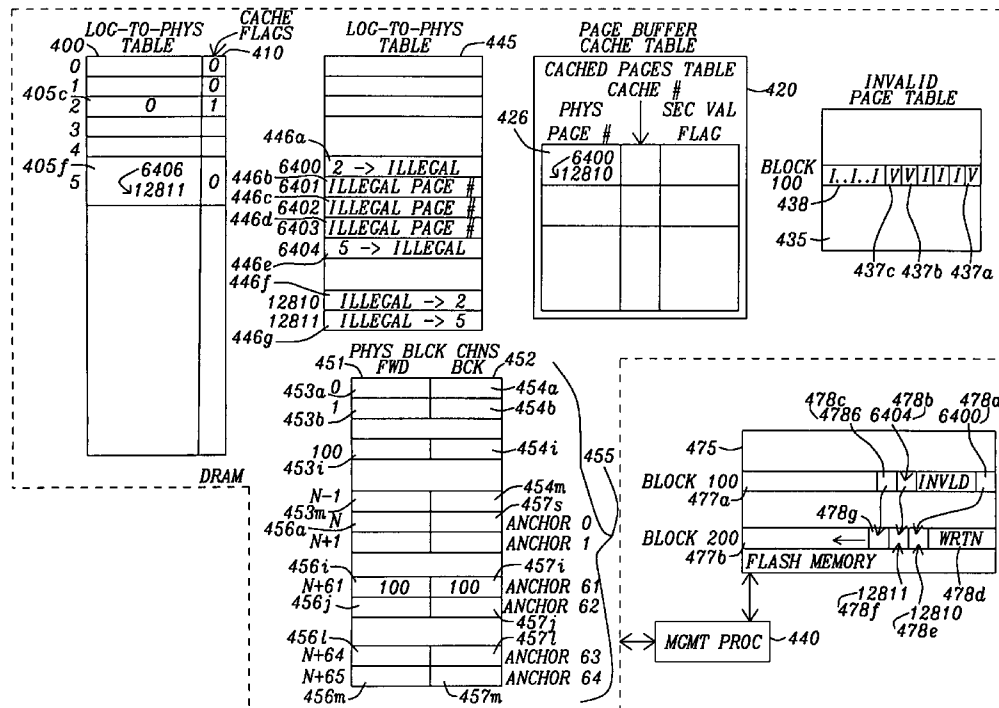 LOG-TO-PHYS
TABLE
400
CACHE
FLAGS
410
0
0
1
0
405c
2
0
1
3
4
405f
5
6406
12811
0
DRAM
LOG-TO-PHYS
TABLE
445
446a
6400
2 -> ILLEGAL
446b
6401
ILLEGAL PAGE #
446c
6402
ILLEGAL PAGE #
446d
6403
ILLEGAL PAGE #
6404
5 -> ILLEGAL
446e
446f
12810
ILLEGAL -> 2
12811
ILLEGAL -> 5
446g
PAGE BUFFER
CACHE TABLE
CACHED PAGES TABLE
CACHE #
420
PHYS
PAGE #
SEC VAL
FLAG
426
6400
12810
INVALID
PAGE TABLE
BLOCK
100
I..I..I V V I I I V
438
435
437c 437b 437a
PHYS BLCK CHNS
451 FWD BCK 452
453a 0 454a
453b 1 454b
100
453i 454i
N-1 454m
453m 457s
456a N ANCHOR 0
N+1 ANCHOR 1
456i 457i
N+61 100 100 ANCHOR 61
456j ANCHOR 62
457j
456l 457l
N+64 ANCHOR 63
N+65 ANCHOR 64
456m 457m
455
478c 478b 478a
4786 6404 6400
475
BLOCK 100
INVLD
477a
478g
BLOCK 200
WRTN
477b
FLASH MEMORY
12811
478f
12810
478e
478d
MGMT PROC
440